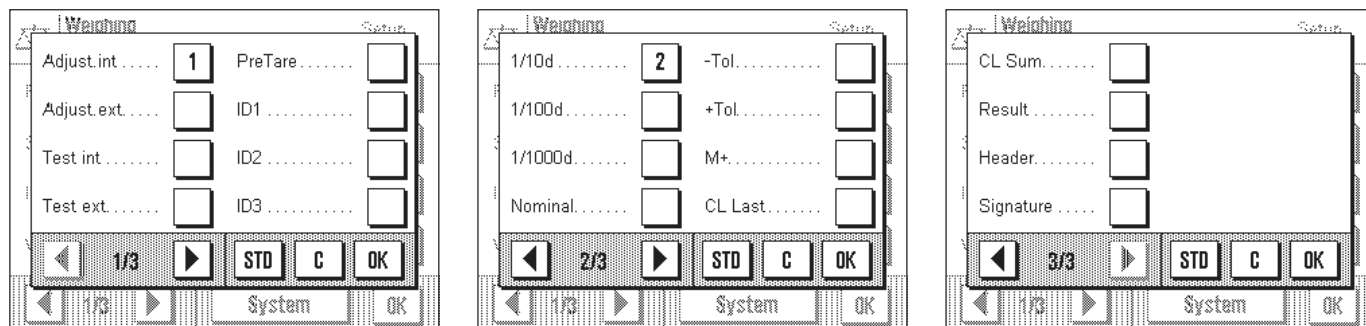 Weighing Setup
Adjust.int ..... 1 PreTare.......
Adjust.ext.....
ID1 ...........
Test int ....... ID2 ...........
Test ext....... ID3 ...........
1/3 STD C OK
1/3 System OK
Weighing Setup
1/10d......... 2 -Tol...........
1/100d........ +Tol...........
1/1000d....... M+............
Nominal....... CL Last.......
2/3 STD C OK
1/3 System OK
Weighing Setup
CL Sum.......
Result ........
Header........
Signature .....
3/3 STD C OK
1/3 System OK